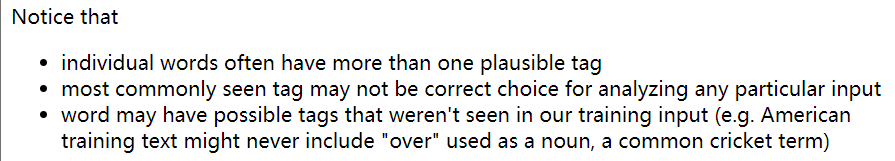 Notice that
• individual words often have more than one plausible tag
• most commonly seen tag may not be correct choice for analyzing any particular input
• word may have possible tags that weren't seen in our training input (e.g. American
training text might never include "over" used as a noun, a common cricket term)